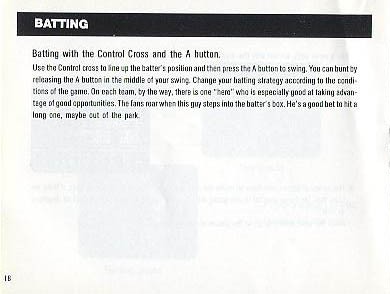 BATTING
Batting with the Control Cross and the A button.
Use the Control cross to line up the batter's position and then press the A button to swing. You can bunt by
releasing the A button in the middle of your swing. Change your batting strategy according to the condi-
tions of the game. On each team, by the way, there is one "hero" who is especially good at taking advan-
tage of good opportunities. The fans roar when this guy steps into the batter's box. He's a good bet to hit a
long one, maybe out of the park.
18